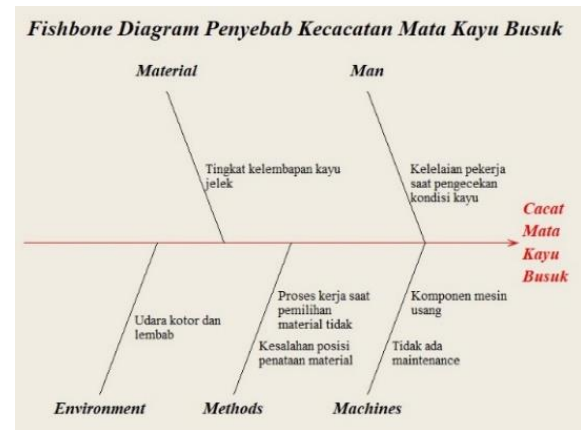 Fishbone Diagram Penyebab Kecacatan Mata Kayu Busuk
Material
Man
Tingkat kelembapan kayu
jelek
Kelelaian pekerja
saat pengecekan
kondisi kayu
Cacat
Mata
Kayu
Busuk
Udara kotor dan
lembab
Proses kerja saat
pemilihan
material tidak
Kesalahan posisi
penataan material
Komponen mesin
usang
Tidak ada
maintenance
Environment
Methods
Machines